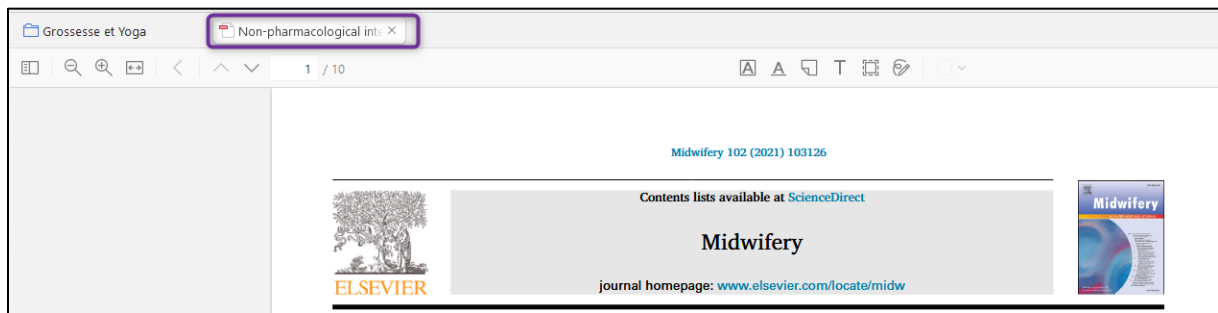 Grossesse et Yoga
Non-pharmacological inte
1 / 10
A A T
Midwifery 102 (2021) 103126
Contents lists available at ScienceDirect
Midwifery
journal homepage: www.elsevier.com/locate/midw
ELSEVIER
Midwifery